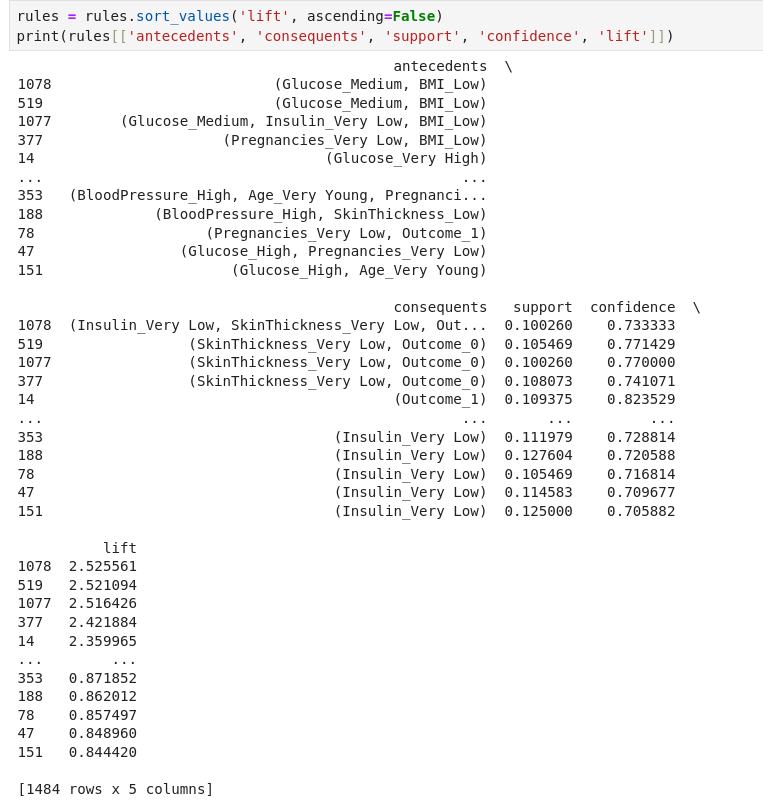 rules = rules.sort_values('lift', ascending=False)
print(rules[['antecedents', 'consequents', 'support', 'confidence', 'lift']])
                                            antecedents  \
1078                          (Glucose_Medium, BMI_Low)
519                           (Glucose_Medium, BMI_Low)
1077        (Glucose_Medium, Insulin_Very Low, BMI_Low)
377                     (Pregnancies_Very Low, BMI_Low)
14                                  (Glucose_Very High)
...                                                 ...
353   (BloodPressure_High, Age_Very Young, Pregnanci...
188             (BloodPressure_High, SkinThickness_Low)
78                    (Pregnancies_Very Low, Outcome_1)
47                 (Glucose_High, Pregnancies_Very Low)
151                      (Glucose_High, Age_Very Young)

                                            consequents   support  confidence  \
1078  (Insulin_Very Low, SkinThickness_Very Low, Out...  0.100260    0.733333
519                 (SkinThickness_Very Low, Outcome_0)  0.105469    0.771429
1077                (SkinThickness_Very Low, Outcome_0)  0.100260    0.770000
377                 (SkinThickness_Very Low, Outcome_0)  0.108073    0.741071
14                                          (Outcome_1)  0.109375    0.823529
...                                                 ...       ...         ...
353                                  (Insulin_Very Low)  0.111979    0.728814
188                                  (Insulin_Very Low)  0.127604    0.720588
78                                   (Insulin_Very Low)  0.105469    0.716814
47                                   (Insulin_Very Low)  0.114583    0.709677
151                                  (Insulin_Very Low)  0.125000    0.705882

          lift
1078  2.525561
519   2.521094
1077  2.516426
377   2.421884
14    2.359965
...        ...
353   0.871852
188   0.862012
78    0.857497
47    0.848960
151   0.844420

[1484 rows x 5 columns]